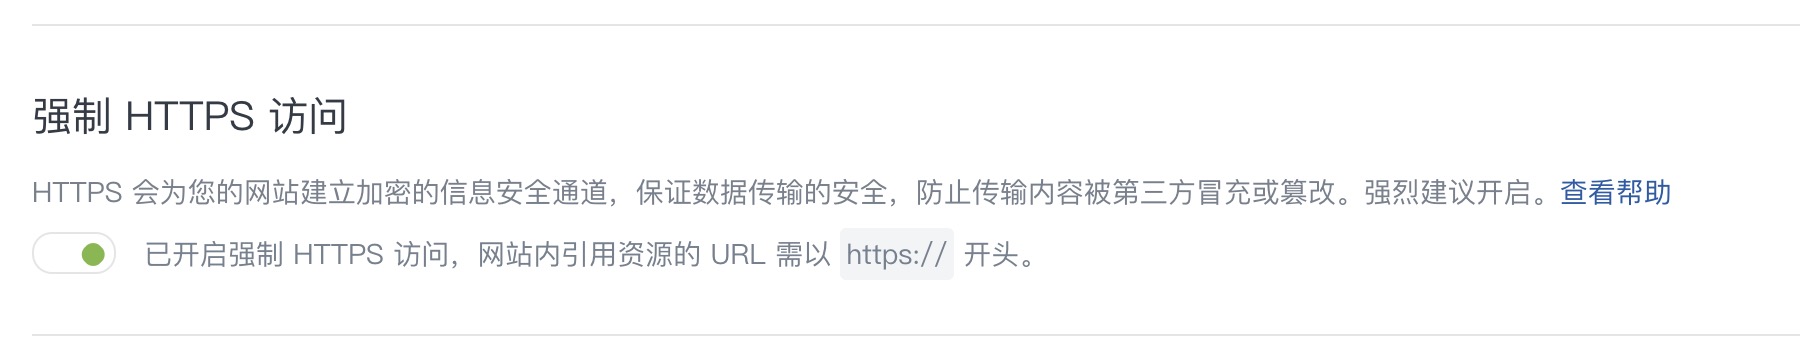 强制 HTTPS 访问
HTTPS 会为您的网站建立加密的信息安全通道，保证数据传输的安全，防止传输内容被第三方冒充或篡改。强烈建议开启。查看帮助
已开启强制 HTTPS 访问，网站内引用资源的 URL 需以 https:// 开头。